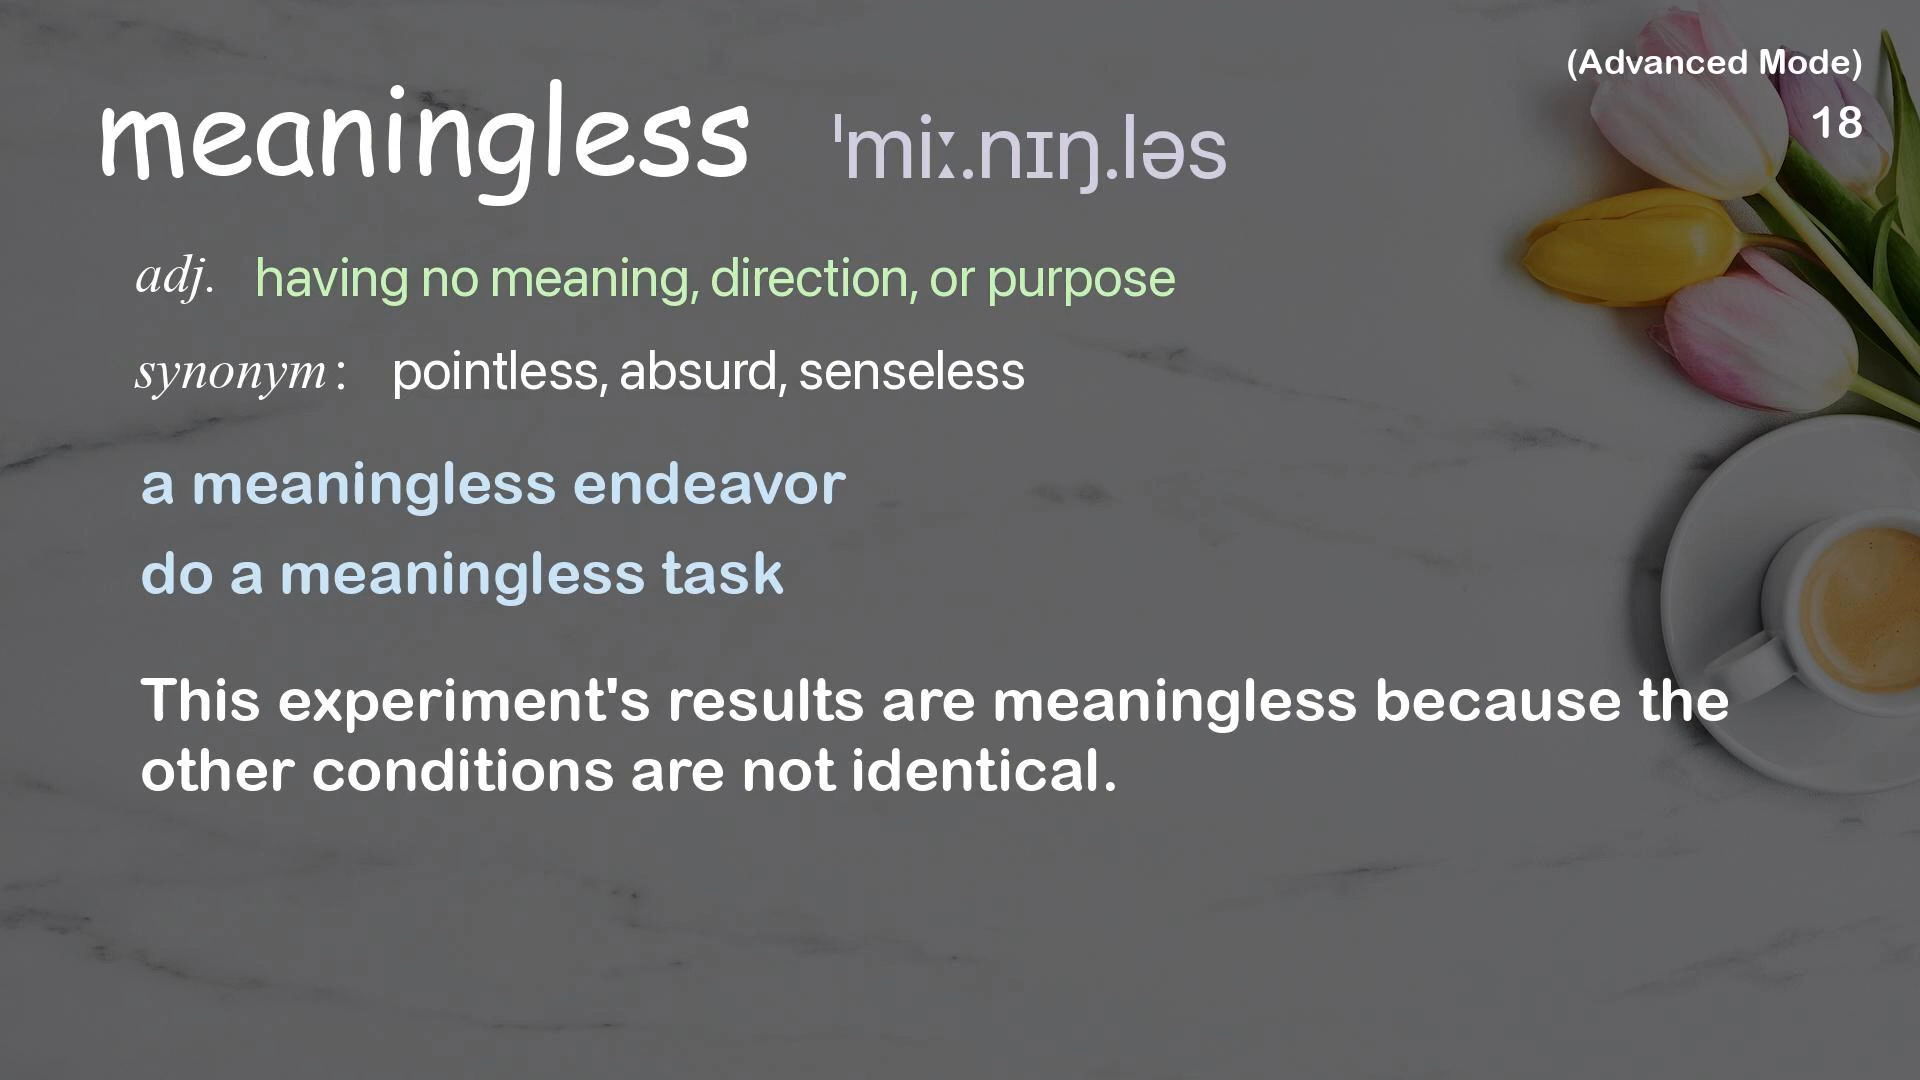 (Advanced Mode)
meaningless ˈmiː.nɪŋ.ləs
18
adj. having no meaning, direction, or purpose
synonym : pointless, absurd, senseless
a meaningless endeavor
do a meaningless task
This experiment's results are meaningless because the
other conditions are not identical.